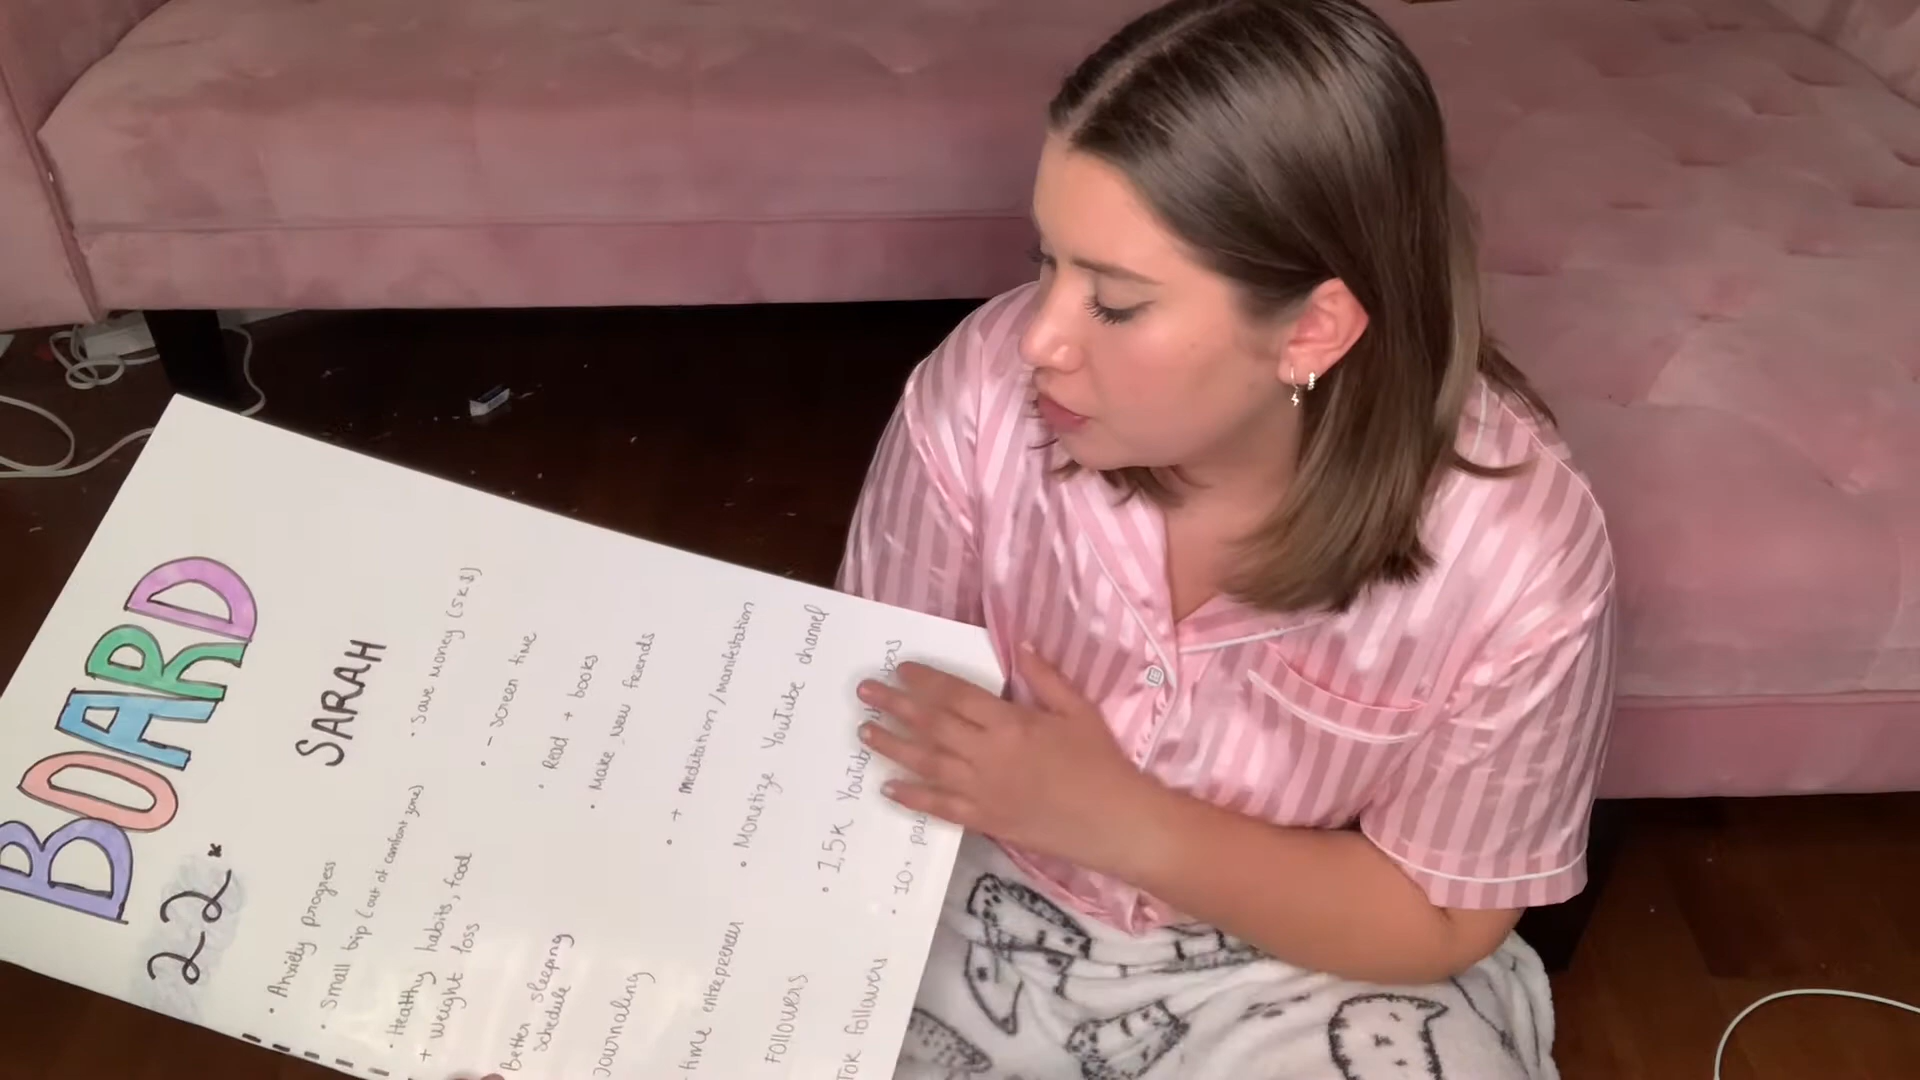 BOARD
22
SARAH
· Anxiety progress
· Small trip (out of comfort zone)
· Healthy habits, food
+ weight loss
Better sleeping
schedule
Journaling
time entrepreneur
Followers
Tok followers
· Save money (5k$)
· - screen time
· Read + books
· Make new friends
· + meditation/manifestation
· Monetize YouTube channel
· 1,5K
· 10+